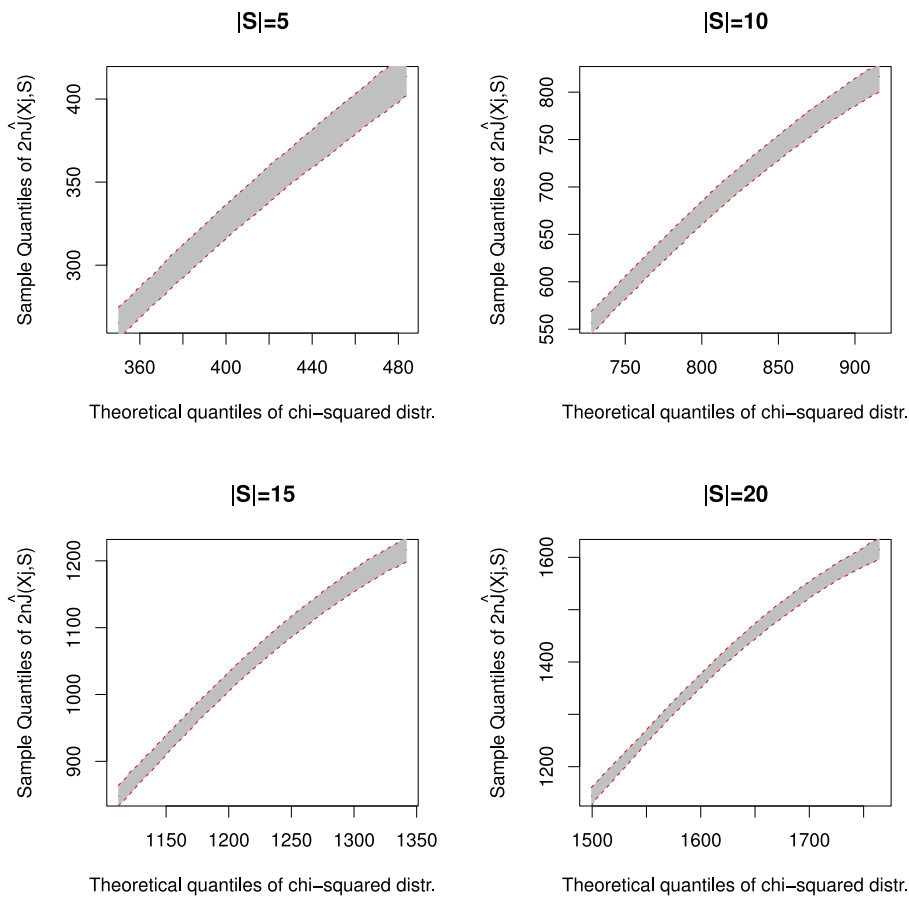 |S|=5
Sample Quantiles of 2nĴ(Xj,S)
400
350
300
360 400 440 480
Theoretical quantiles of chi−squared distr.
|S|=10
Sample Quantiles of 2nĴ(Xj,S)
800
750
700
650
600
550
750 800 850 900
Theoretical quantiles of chi−squared distr.
|S|=15
Sample Quantiles of 2nĴ(Xj,S)
1200
1100
1000
900
1150 1200 1250 1300 1350
Theoretical quantiles of chi−squared distr.
|S|=20
Sample Quantiles of 2nĴ(Xj,S)
1600
1400
1200
1500 1600 1700
Theoretical quantiles of chi−squared distr.